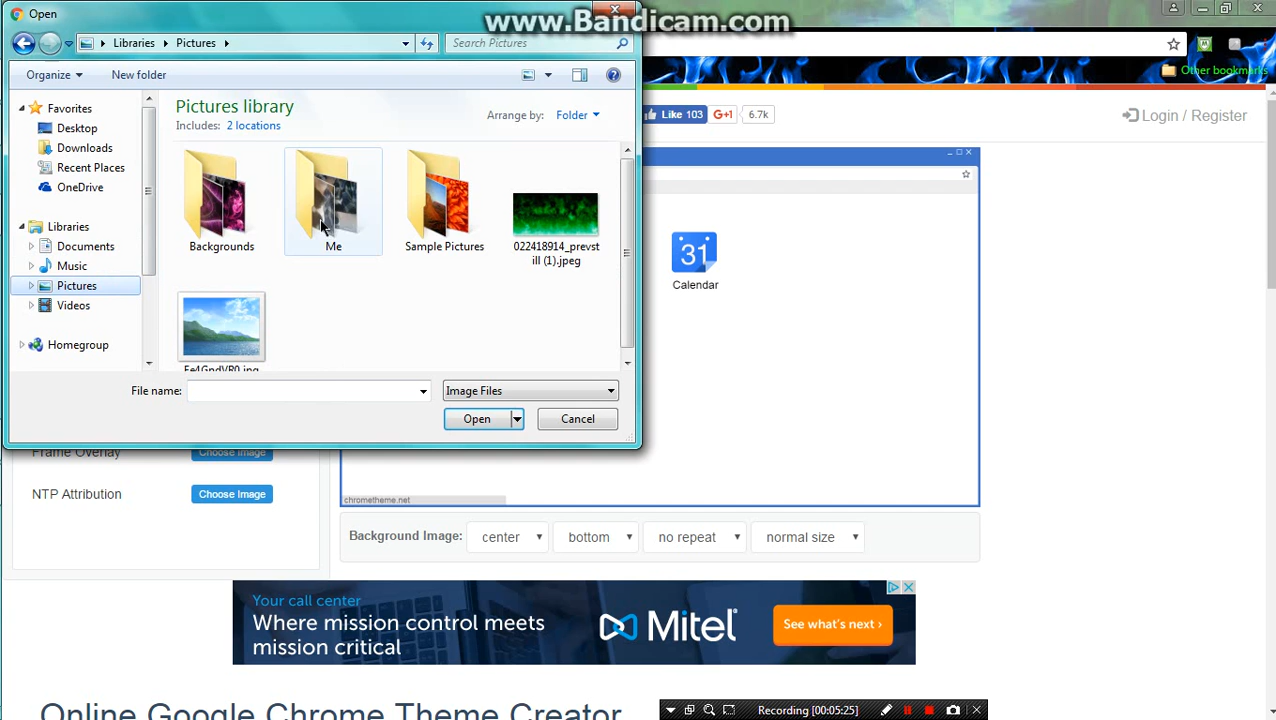 Open
www.Bandicam.com
Libraries
Pictures
Search Pictures
Organize
New folder
Other bookmarks
Favorites
Desktop
Downloads
Recent Places
OneDrive
Libraries
Documents
Music
Pictures
Videos
Homegroup
Pictures library
Includes: 2 locations
Arrange by:
Folder
Backgrounds
Me
Sample Pictures
022418914_prevst
ill (1).jpeg
File name:
Image Files
Open
Cancel
Like 103
G+1
6.7k
Login / Register
31
Calendar
chrometheme.net
Frame Overlay
Choose Image
NTP Attribution
Choose Image
Background Image:
center
bottom
no repeat
normal size
Your call center
Where mission control meets
mission critical
Mitel
See what's next ›
Online Google Chrome Theme Creator
Recording [00:05:25]